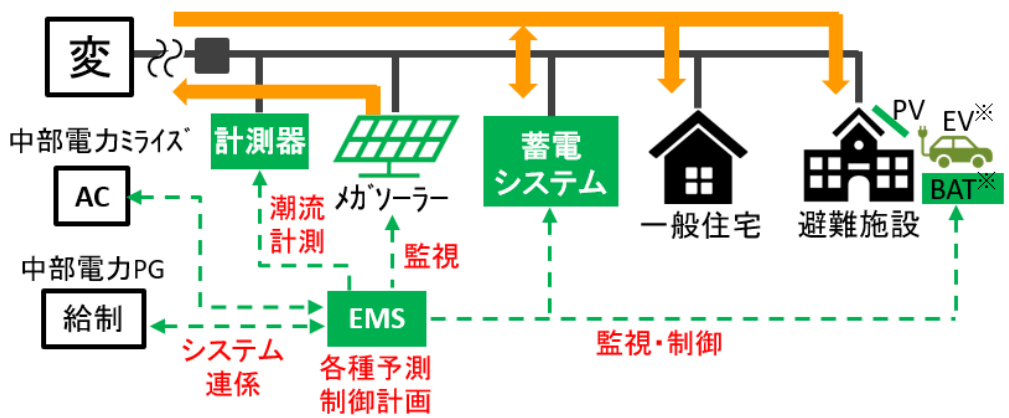 変
中部電力ﾐﾗｲｽﾞ
AC
計測器
ﾒｶﾞｿｰﾗｰ
蓄電
システム
一般住宅
避難施設
PV
EV※
BAT※
潮流
計測
監視
中部電力PG
給制
EMS
システム
連係
各種予測
制御計画
監視・制御